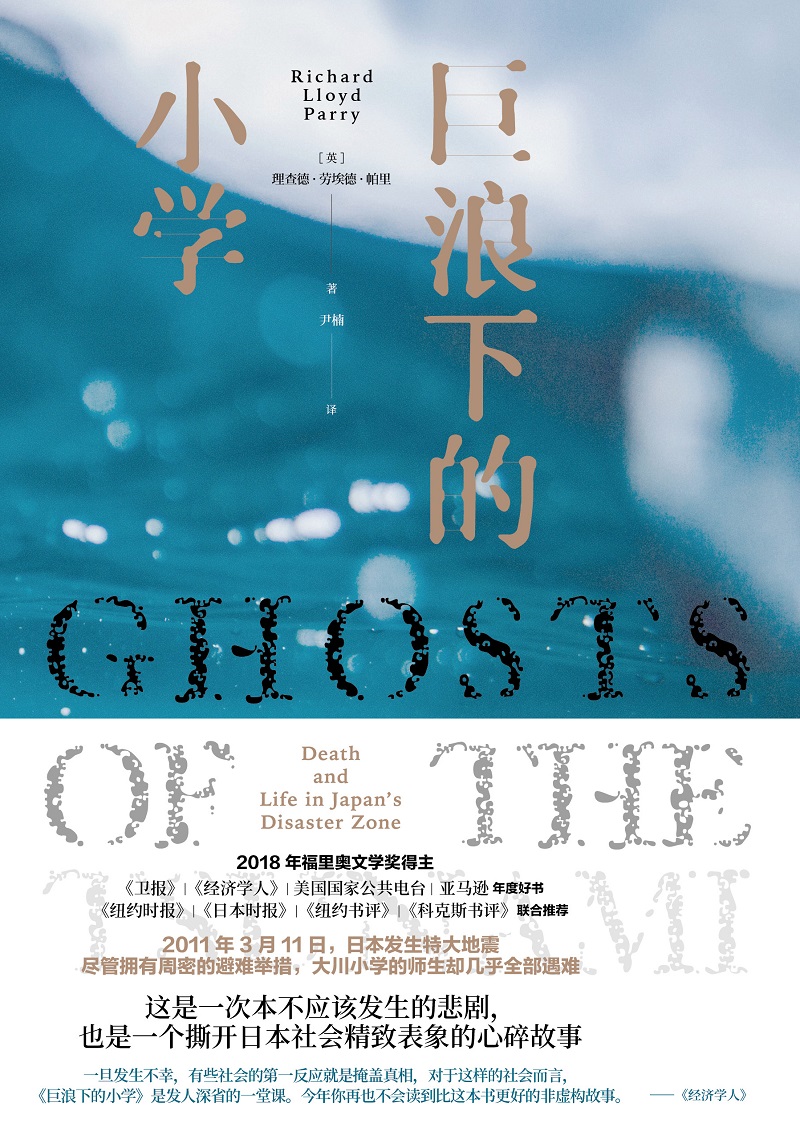 巨浪下的
小学
Richard
Lloyd
Parry
［英］
理查德·劳埃德·帕里
著
尹楠
译
GHOSTS
OF THE
TSUNAMI
Death
and
Life in Japan's
Disaster Zone
2018 年福里奥文学奖得主
《卫报》|《经济学人》| 美国国家公共电台 | 亚马逊 年度好书
《纽约时报》|《日本时报》|《纽约书评》|《科克斯书评》联合推荐
2011 年 3 月 11 日，日本发生特大地震
尽管拥有周密的避难举措，大川小学的师生却几乎全部遇难
这是一次本不应该发生的悲剧，
也是一个撕开日本社会精致表象的心碎故事
一旦发生不幸，有些社会的第一反应就是掩盖真相，对于这样的社会而言，
《巨浪下的小学》是发人深省的一堂课。今年你再也不会读到比这本书更好的非虚构故事。 ——《经济学人》